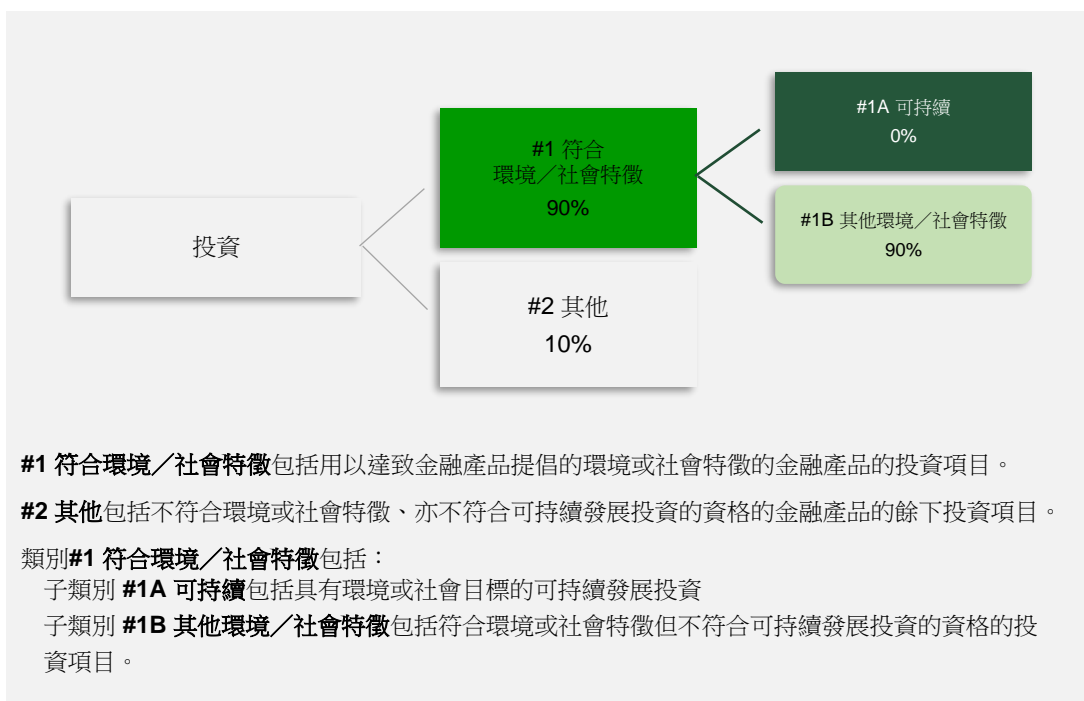 投資
#1 符合
環境／社會特徵
90%
#2 其他
10%
#1A 可持續
0%
#1B 其他環境／社會特徵
90%
#1 符合環境／社會特徵包括用以達致金融產品提倡的環境或社會特徵的金融產品的投資項目。
#2 其他包括不符合環境或社會特徵、亦不符合可持續發展投資的資格的金融產品的餘下投資項目。
類別#1 符合環境／社會特徵包括：
子類別 #1A 可持續包括具有環境或社會目標的可持續發展投資
子類別 #1B 其他環境／社會特徵包括符合環境或社會特徵但不符合可持續發展投資的資格的投
資項目。